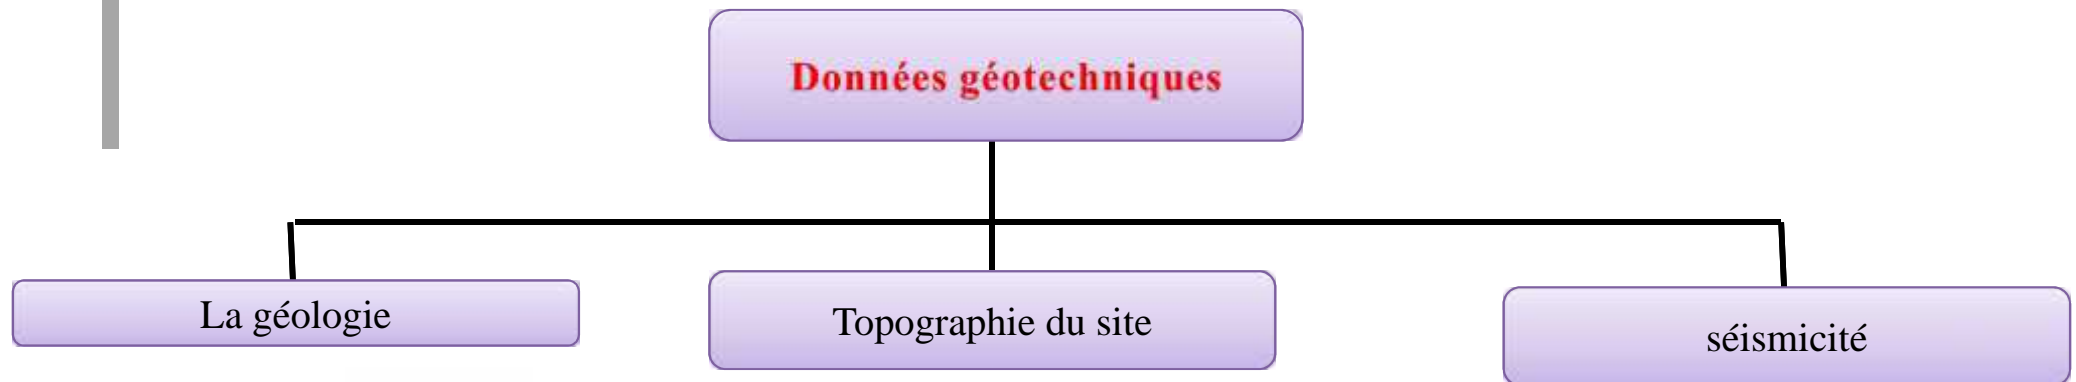 Données géotechniques
La géologie
Topographie du site
séismicité